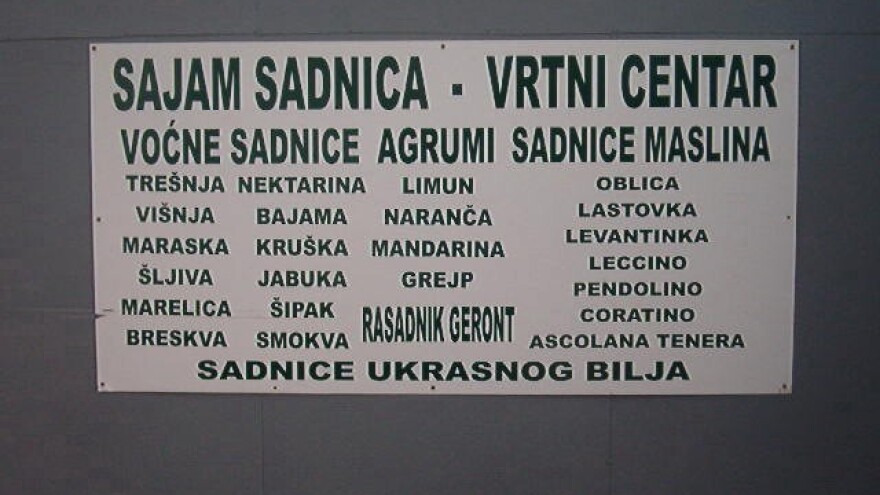 SAJAM SADNICA - VRTNI CENTAR
VOĆNE SADNICE AGRUMI SADNICE MASLINA
TREŠNJA NEKTARINA LIMUN OBLICA
VIŠNJA BAJAMA NARANČA LASTOVKA
MARASKA KRUŠKA MANDARINA LEVANTINKA
ŠLJIVA JABUKA GREJP LECCINO
MARELICA ŠIPAK PENDOLINO
BRESKVA SMOKVA RASADNIK GERONT CORATINO
ASCOLANA TENERA
SADNICE UKRASNOG BILJA